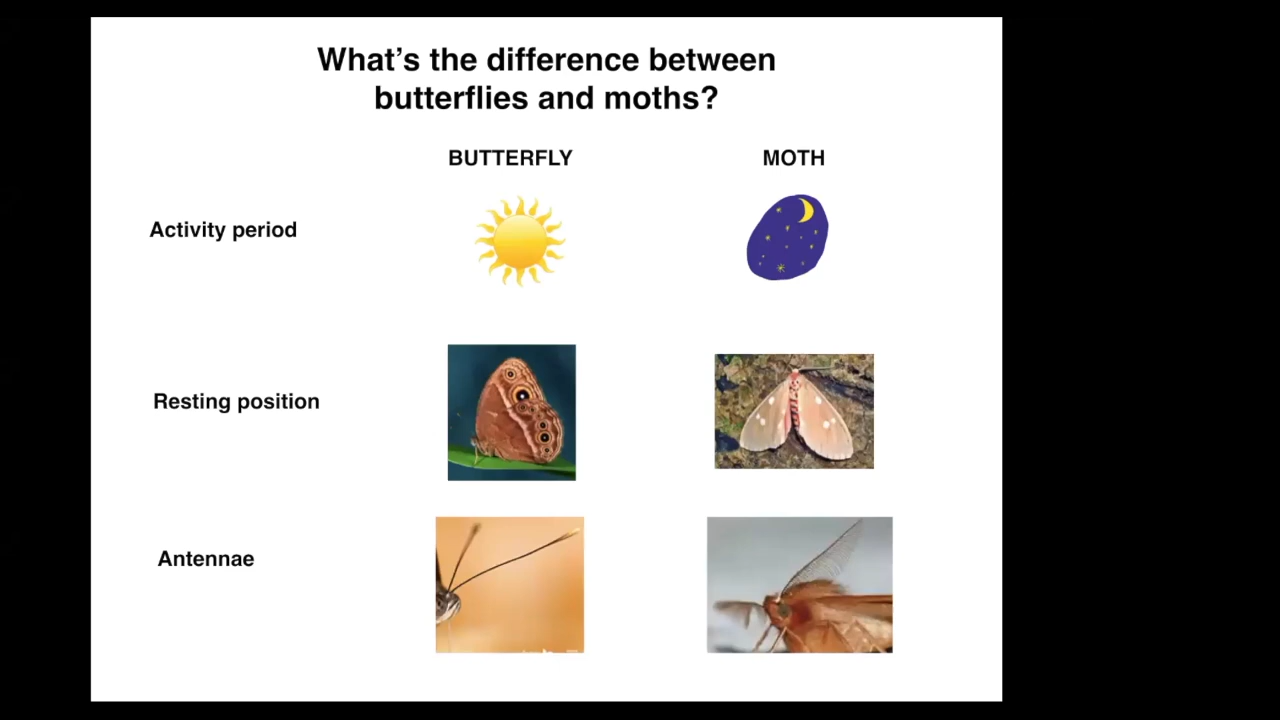 What’s the difference between
butterflies and moths?
BUTTERFLY MOTH
Activity period
Resting position
Antennae